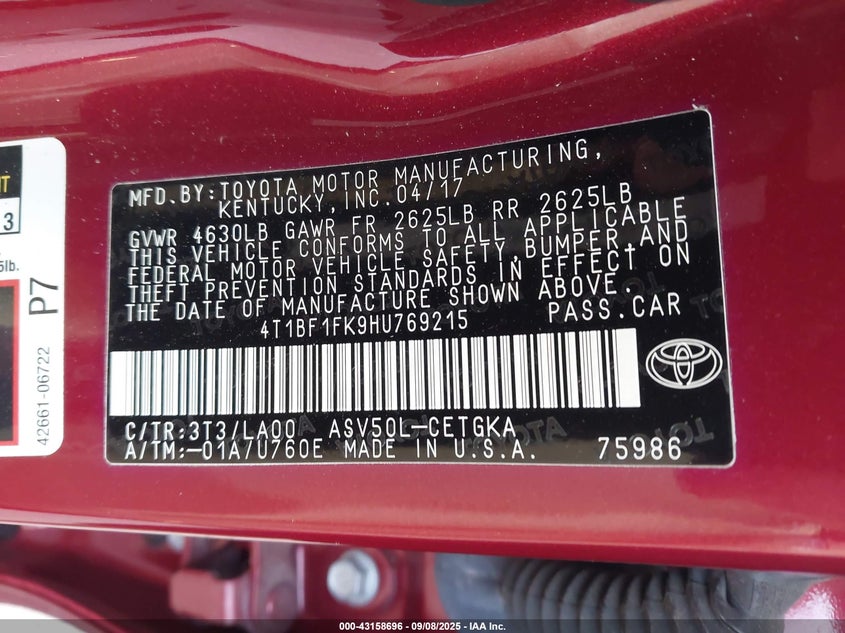 MFD. BY: TOYOTA MOTOR MANUFACTURING,
KENTUCKY, INC. 04/17
GVWR 4630LB GAWR FR 2625LB RR 2625LB
THIS VEHICLE CONFORMS TO ALL APPLICABLE
FEDERAL MOTOR VEHICLE SAFETY, BUMPER, AND
THEFT PREVENTION STANDARDS IN EFFECT ON
THE DATE OF MANUFACTURE SHOWN ABOVE.
4T1BF1FK9HU769215 PASS. CAR
C/TR:3T3/LA00 ASV50L-CETGKA
A/TM:-01A/U760E MADE IN U.S.A. 75986
3
5lb.
P7
42661-06722
000-43158696 - 09/08/2025 - IAA Inc.